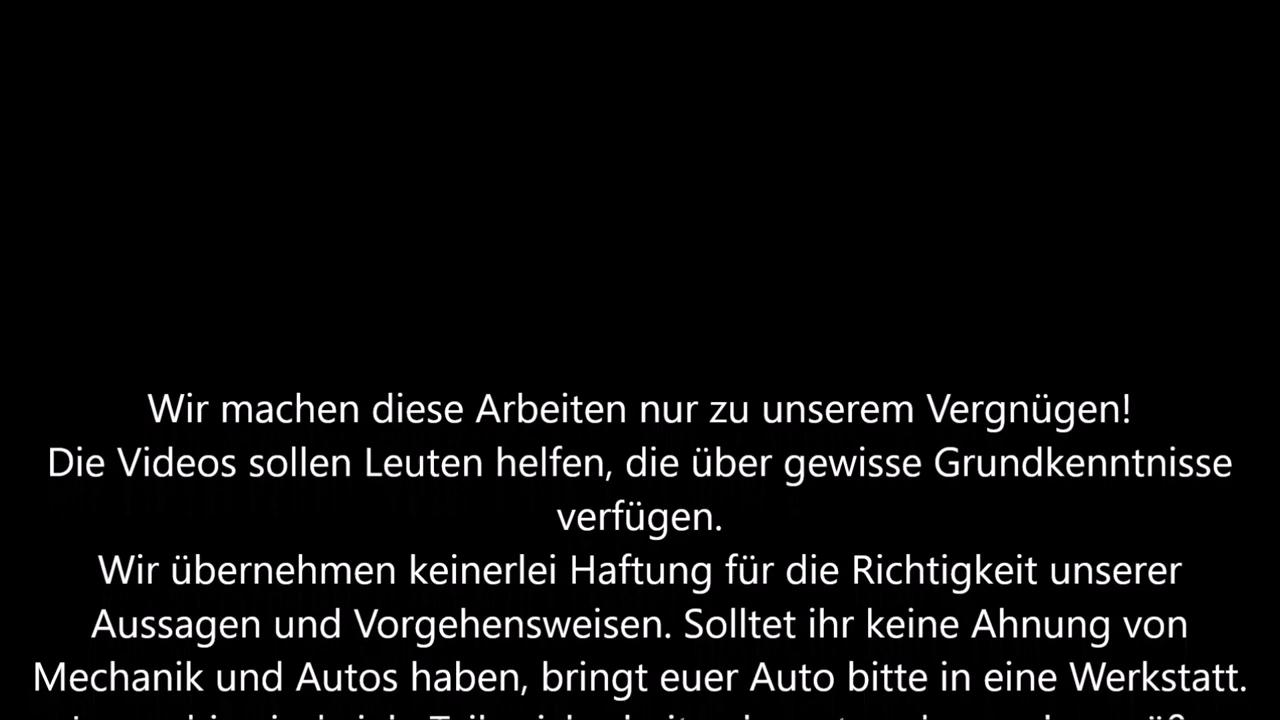 Wir machen diese Arbeiten nur zu unserem Vergnügen!
Die Videos sollen Leuten helfen, die über gewisse Grundkenntnisse
verfügen.
Wir übernehmen keinerlei Haftung für die Richtigkeit unserer
Aussagen und Vorgehensweisen. Solltet ihr keine Ahnung von
Mechanik und Autos haben, bringt euer Auto bitte in eine Werkstatt.